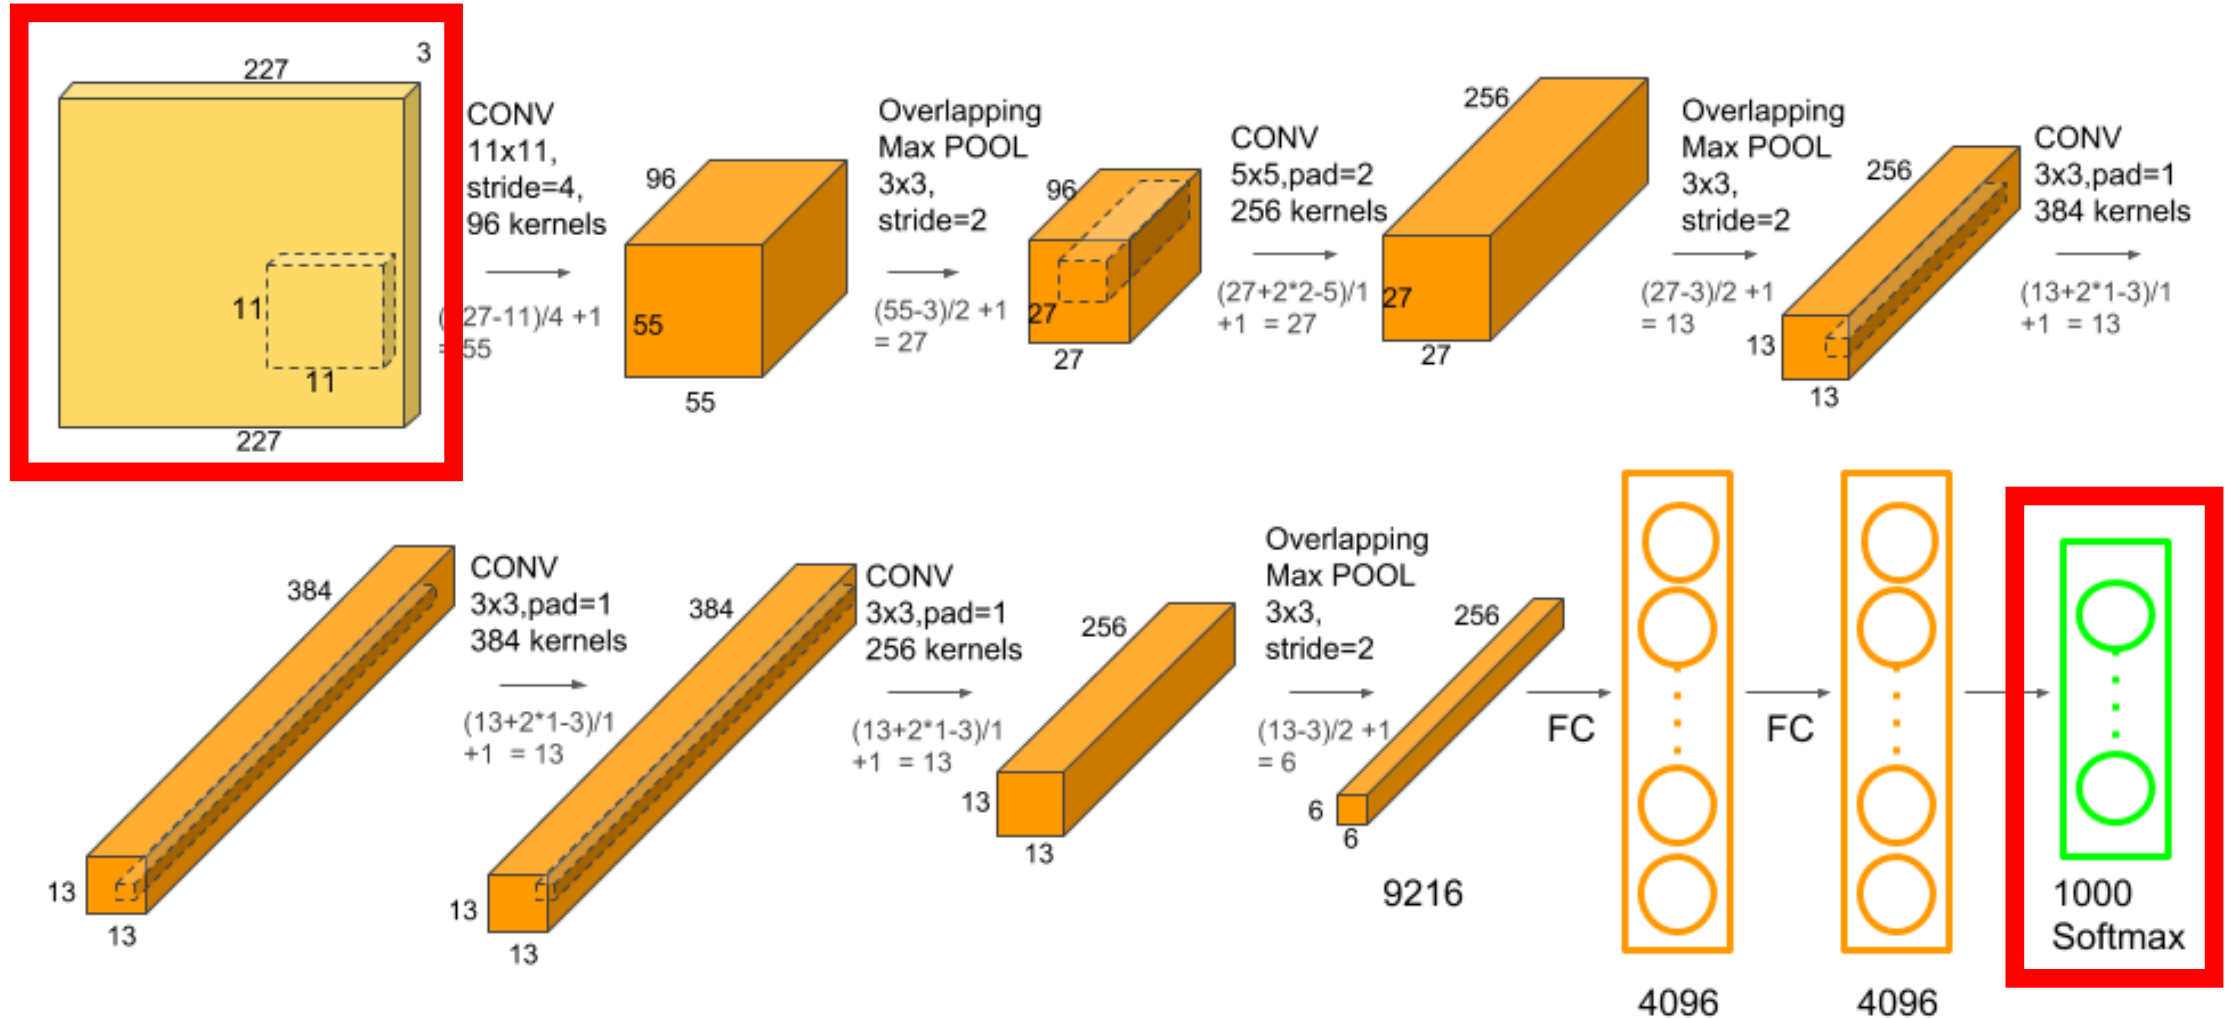 227
3
11
11
227
CONV
11x11,
stride=4,
96 kernels
27-11)/4 +1
55
96
55
55
Overlapping
Max POOL
3x3,
stride=2
(55-3)/2 +1
= 27
96
27
27
CONV
5x5,pad=2
256 kernels
(27+2*2-5)/1
+1 = 27
256
27
27
Overlapping
Max POOL
3x3,
stride=2
(27-3)/2 +1
= 13
256
13
13
CONV
3x3,pad=1
384 kernels
(13+2*1-3)/1
+1 = 13
384
13
13
CONV
3x3,pad=1
384 kernels
(13+2*1-3)/1
+1 = 13
384
13
13
CONV
3x3,pad=1
256 kernels
(13+2*1-3)/1
+1 = 13
256
13
13
Overlapping
Max POOL
3x3,
stride=2
(13-3)/2 +1
= 6
256
6
6
9216
FC
4096
FC
4096
1000
Softmax